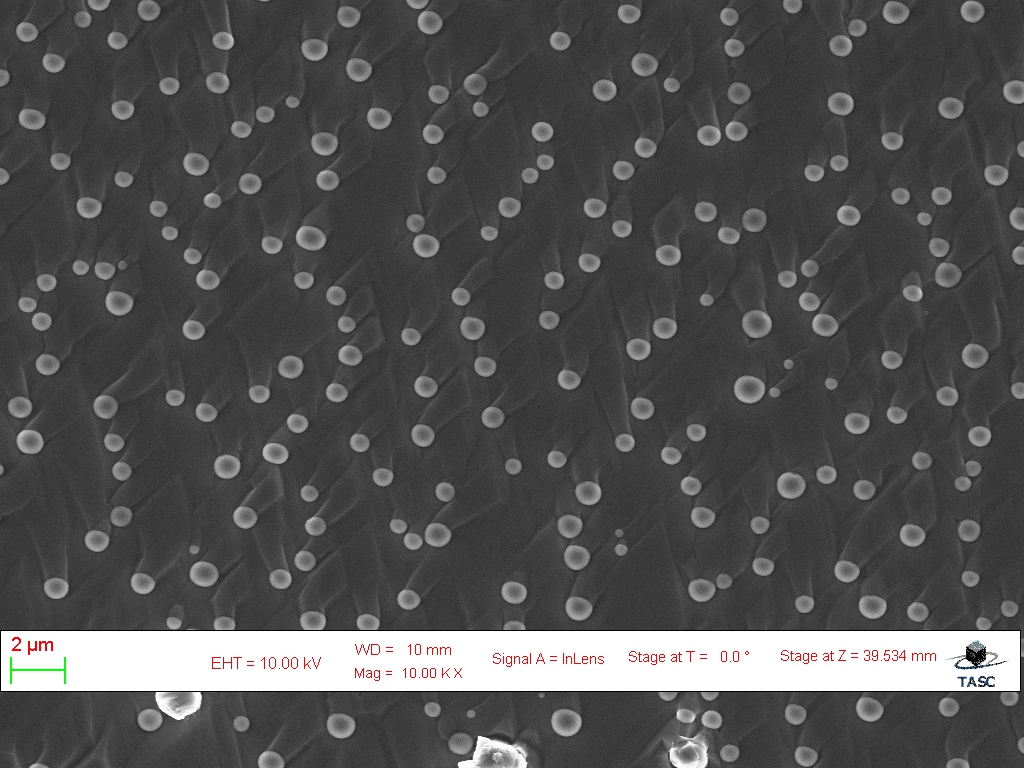 2 µm
EHT = 10.00 kV
WD = 10 mm
Mag = 10.00 K X
Signal A = InLens
Stage at T = 0.0 °
Stage at Z = 39.534 mm
TASC